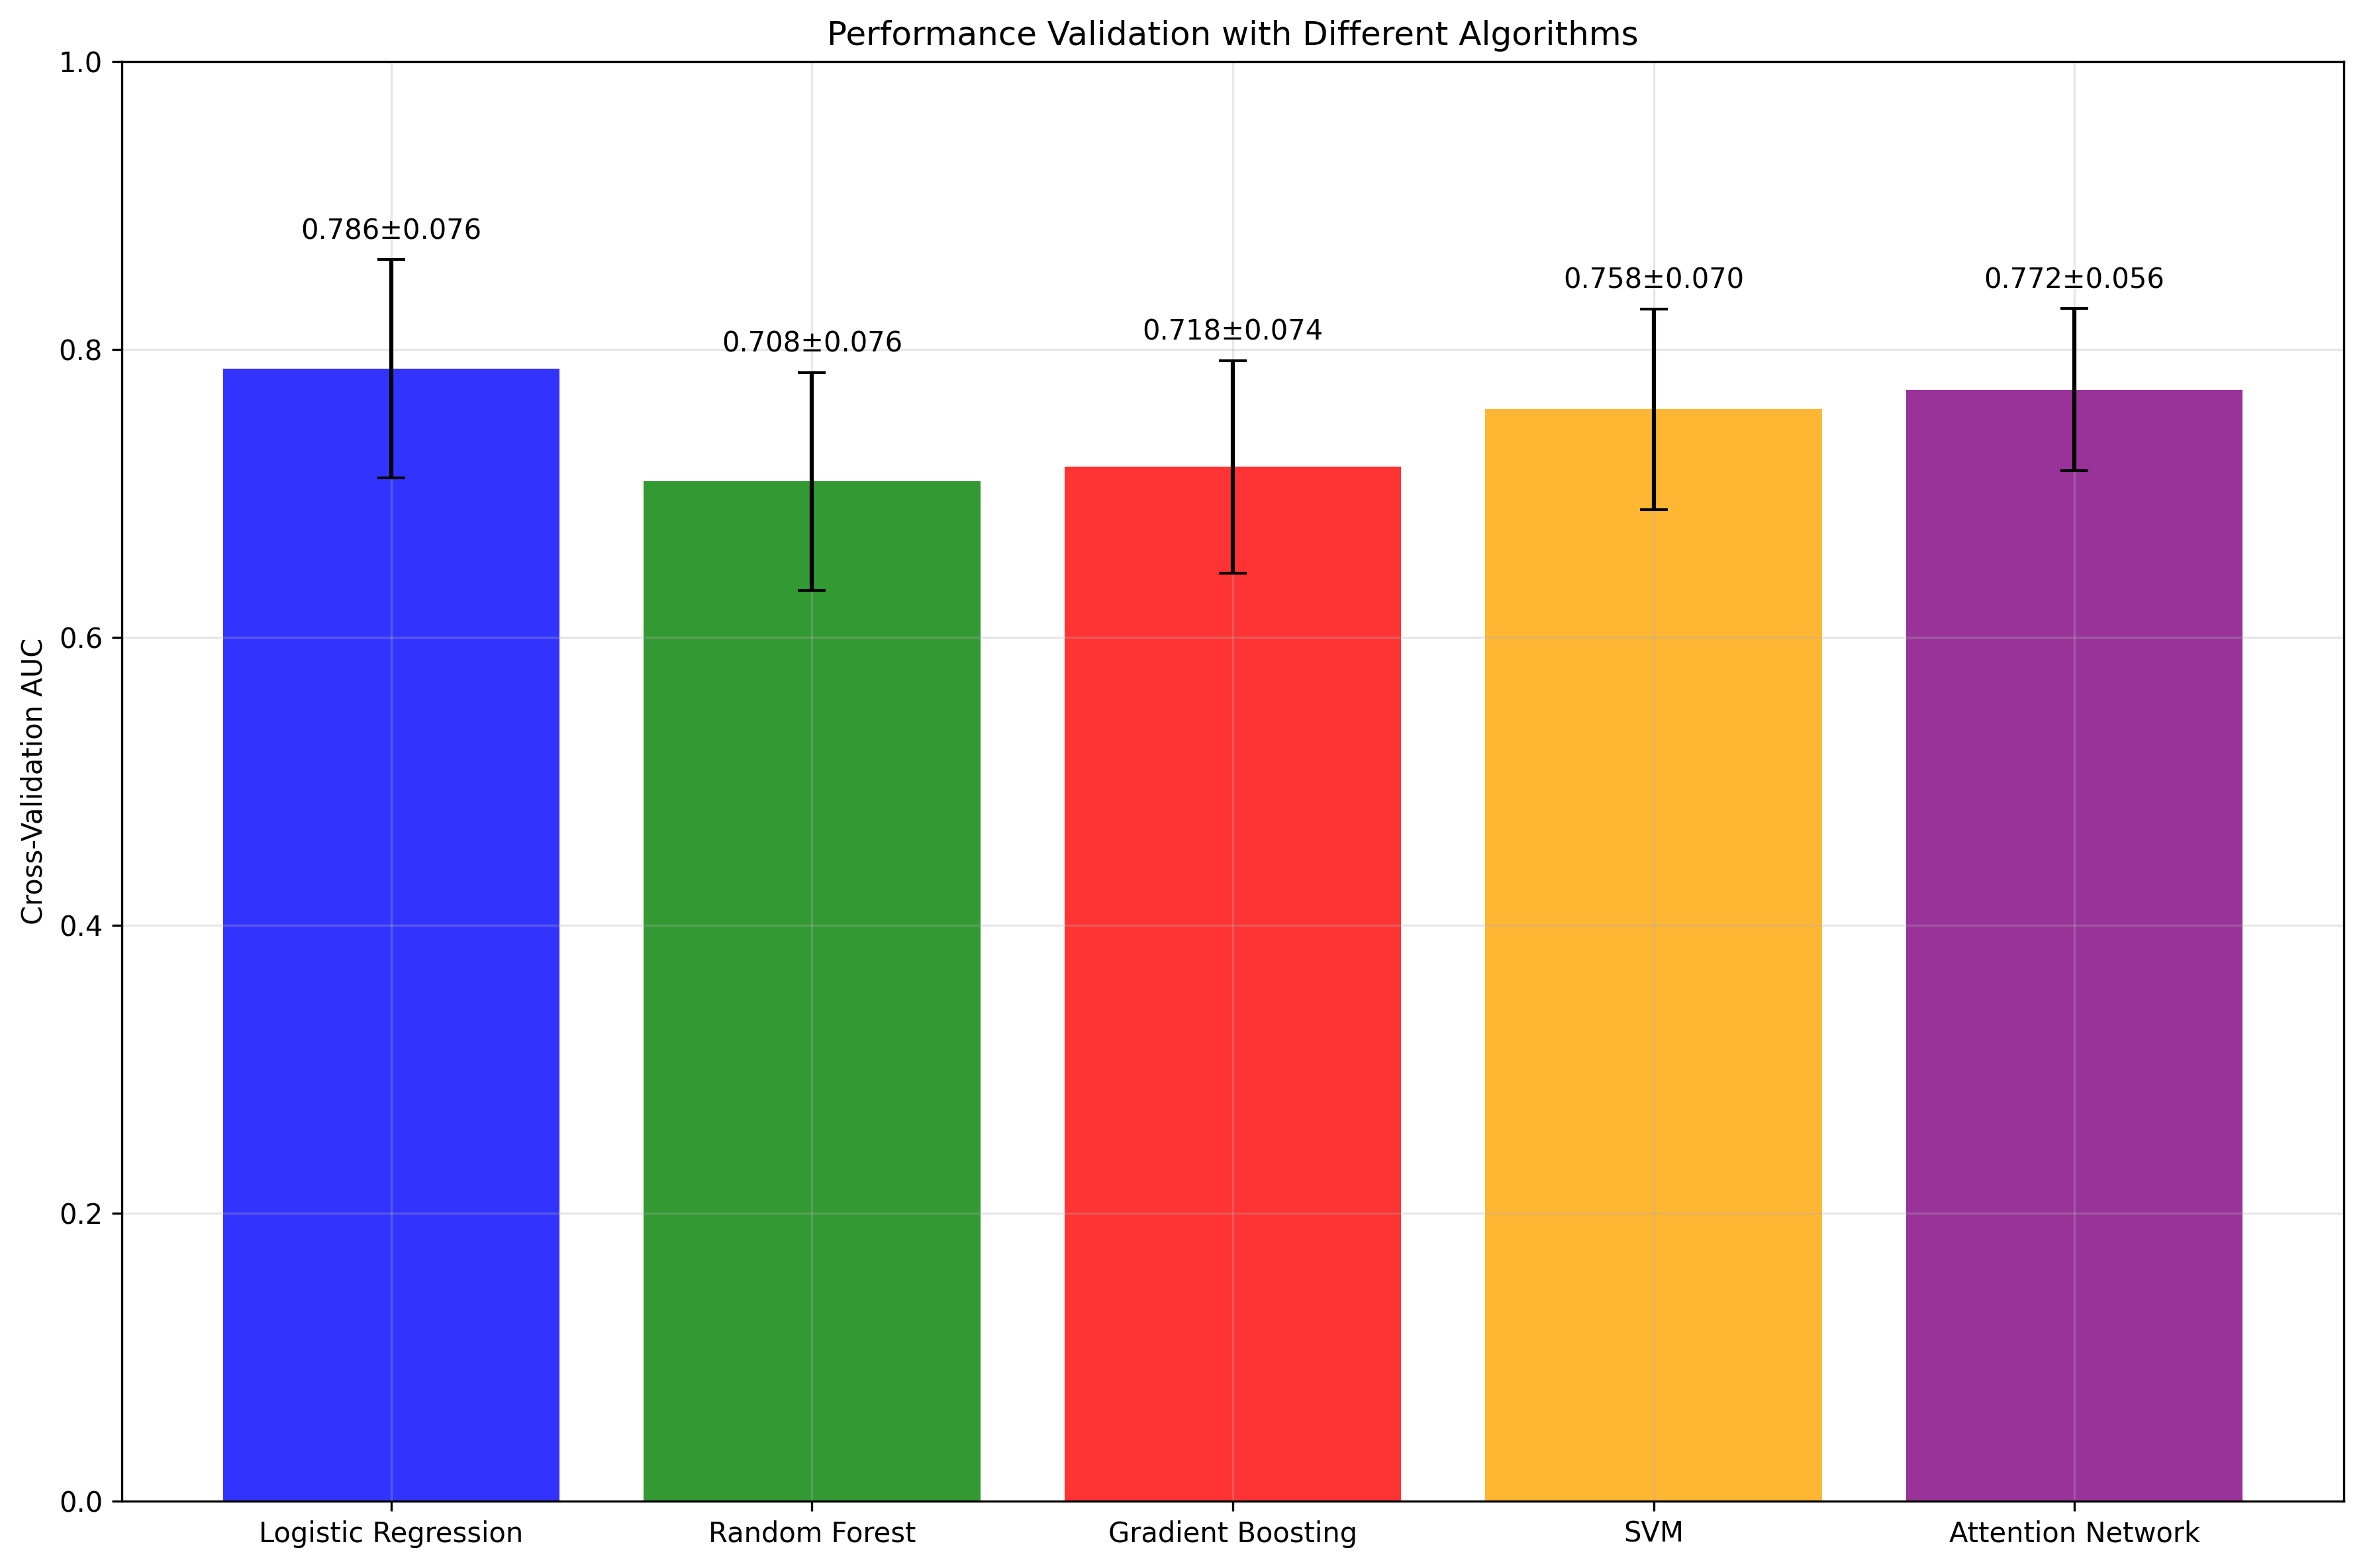 Performance Validation with Different Algorithms
Cross-Validation AUC
1.0
0.8
0.6
0.4
0.2
0.0
0.786±0.076
0.708±0.076
0.718±0.074
0.758±0.070
0.772±0.056
Logistic Regression
Random Forest
Gradient Boosting
SVM
Attention Network